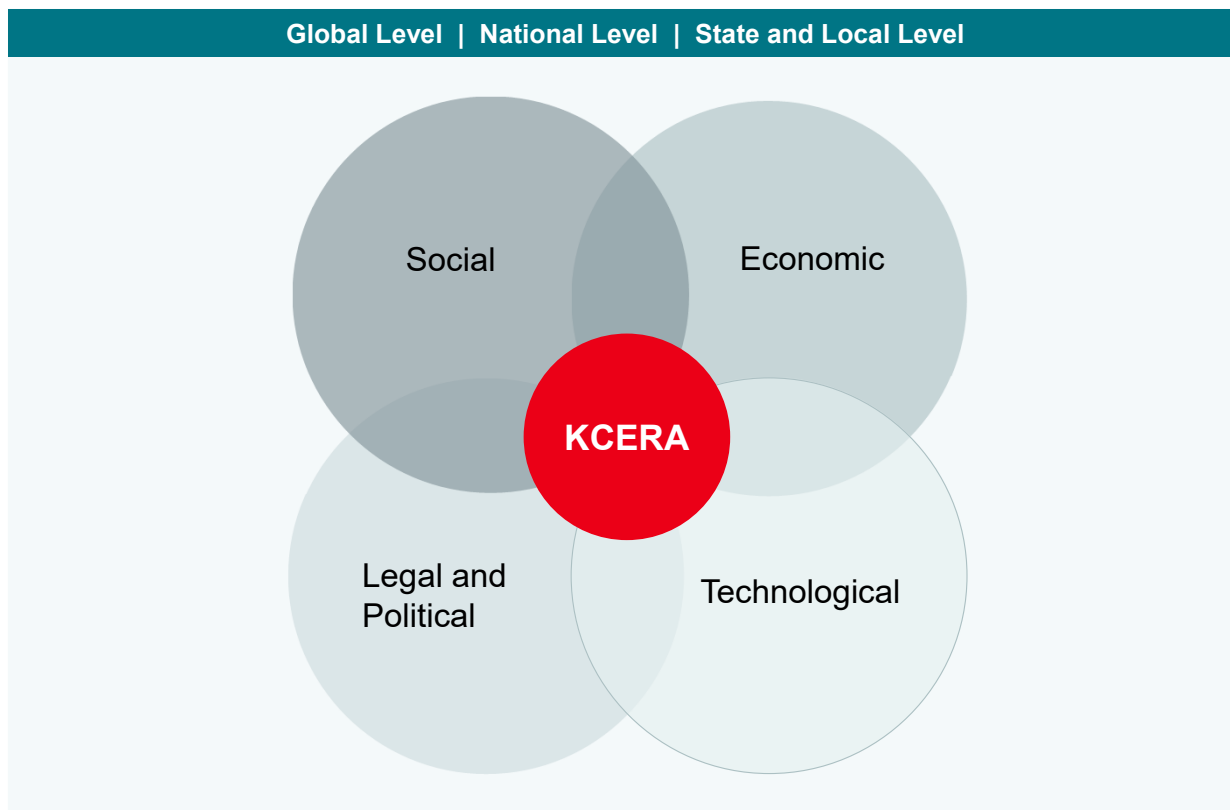 Global Level | National Level | State and Local Level
Social
Economic
KCERA
Legal and
Political
Technological